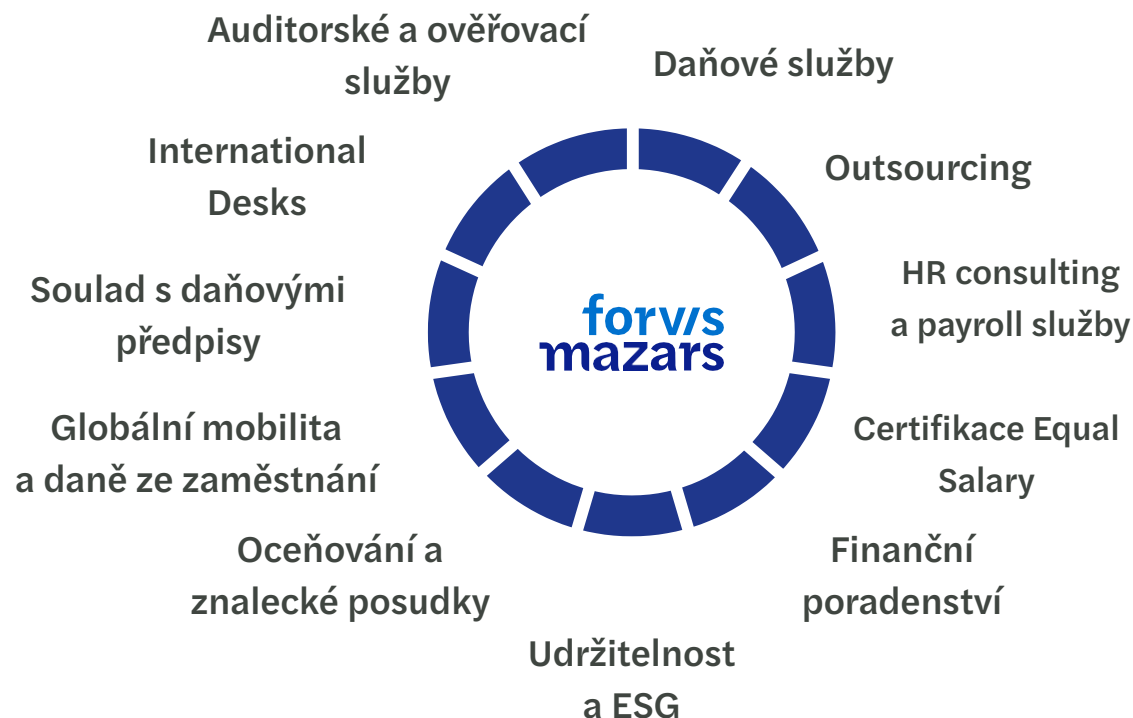 Auditorské a ověřovací
služby
Daňové služby
International
Desks
Outsourcing
Soulad s daňovými
předpisy
HR consulting
a payroll služby
forvis
mazars
Globální mobilita
a daně ze zaměstnání
Certifikace Equal
Salary
Oceňování a
znalecké posudky
Finanční
poradenství
Udržitelnost
a ESG